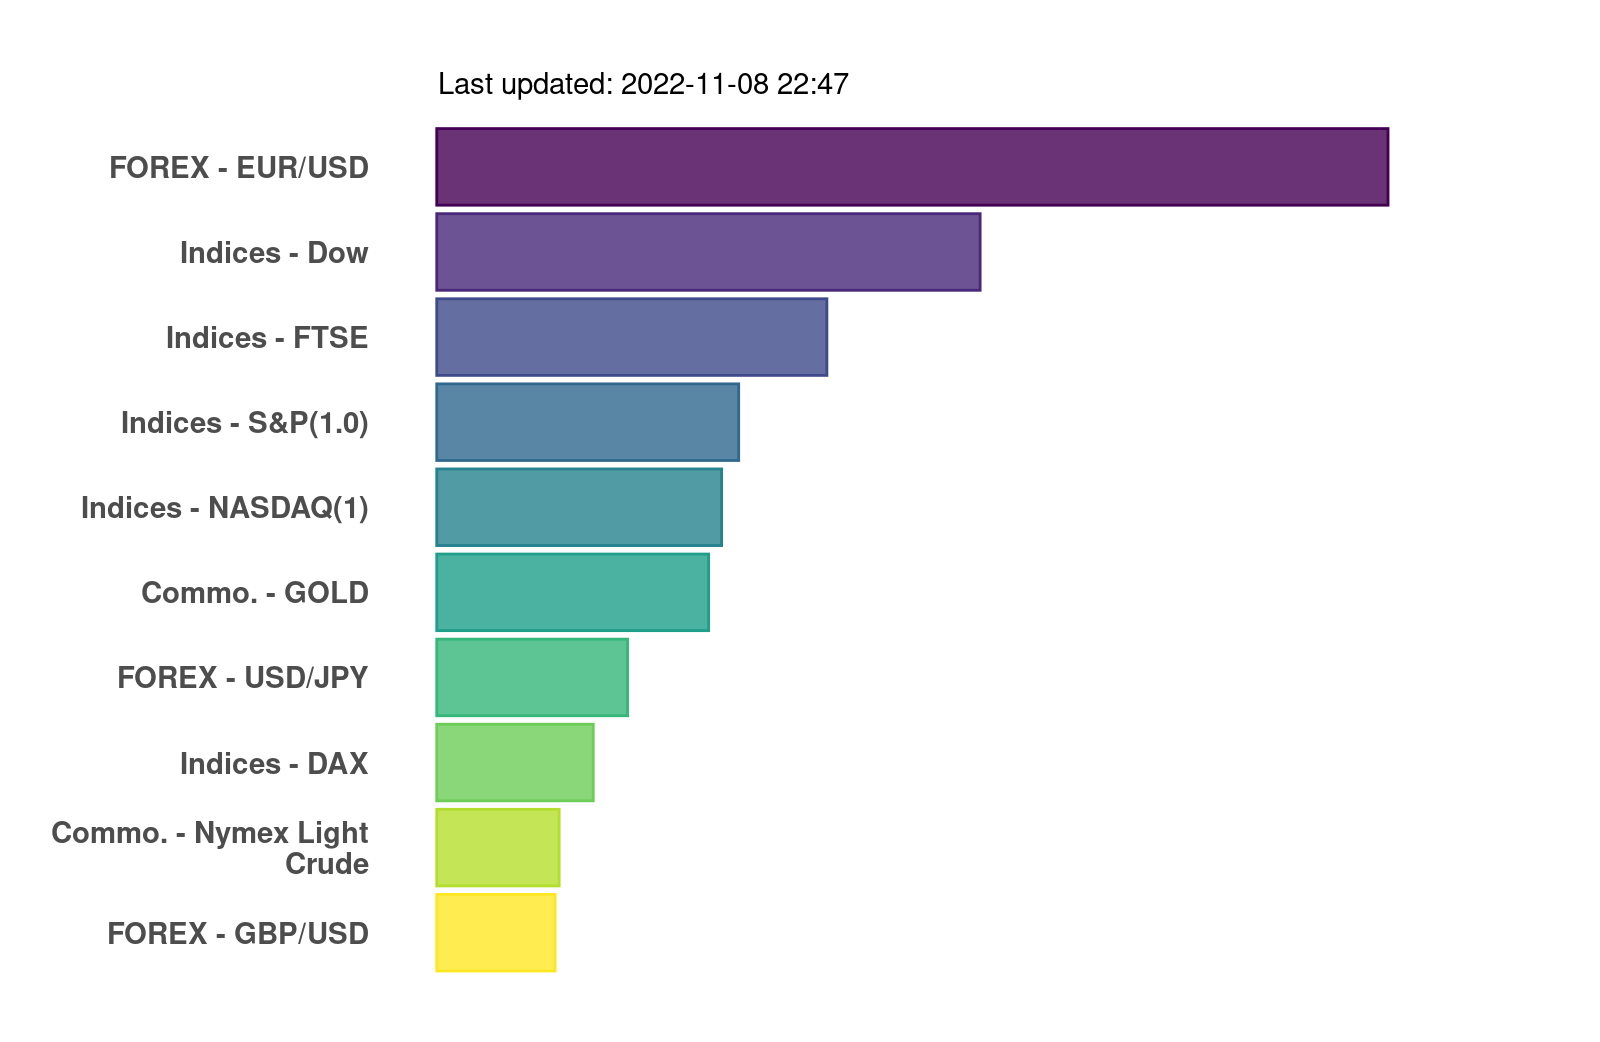 Last updated: 2022-11-08 22:47
FOREX - EUR/USD
Indices - Dow
Indices - FTSE
Indices - S&P(1.0)
Indices - NASDAQ(1)
Commo. - GOLD
FOREX - USD/JPY
Indices - DAX
Commo. - Nymex Light
Crude
FOREX - GBP/USD